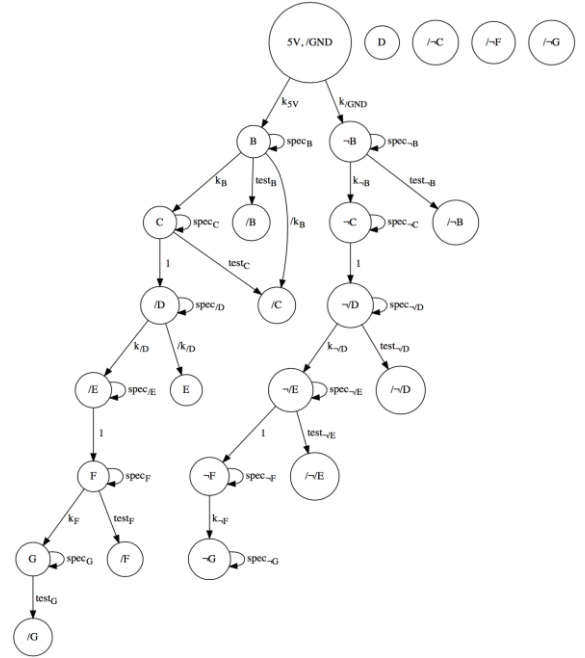 5V, /GND D /¬C /¬F /¬G
k5V k/GND
B specB ¬B spec¬B
kB testB /kB k¬B test¬B
C specC /B ¬C spec¬C /¬B
1 testC 1
/D spec/D /C ¬/D spec¬/D
k/D /k/D k¬/D test¬/D
/E spec/E E ¬/E spec¬/E /¬/D
1 1 test¬/E
F specF ¬F spec¬F /¬/E
kF testF k¬F
G specG /F ¬G spec¬G
testG
/G